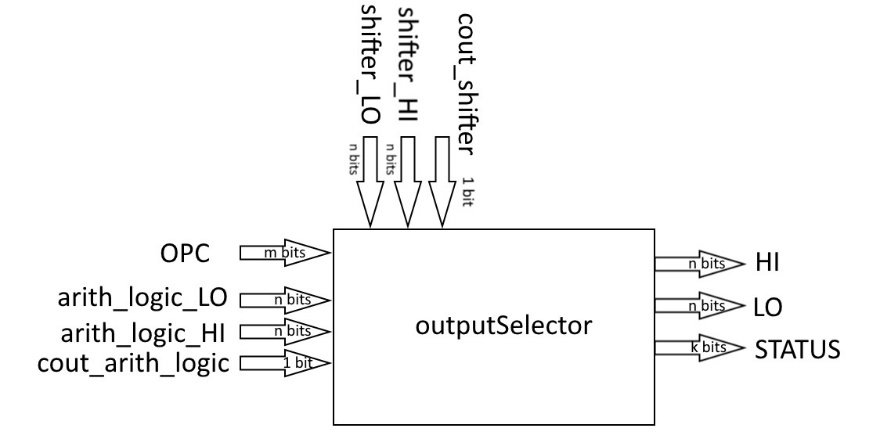 shifter_LO
shifter_HI
cout_shifter
n bits
n bits
1 bit
OPC
m bits
arith_logic_LO
n bits
arith_logic_HI
n bits
cout_arith_logic
1 bit
outputSelector
n bits
HI
n bits
LO
k bits
STATUS